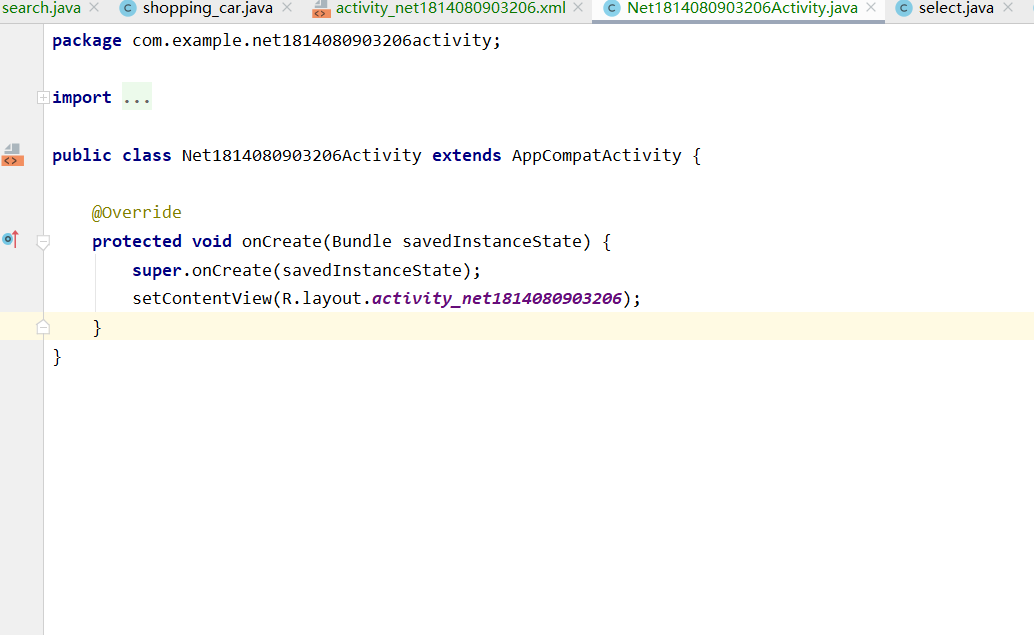 search.java shopping_car.java activity_net1814080903206.xml Net1814080903206Activity.java select.java
package com.example.net1814080903206activity;
import ...
public class Net1814080903206Activity extends AppCompatActivity {
@Override
protected void onCreate(Bundle savedInstanceState) {
super.onCreate(savedInstanceState);
setContentView(R.layout.activity_net1814080903206);
}
}